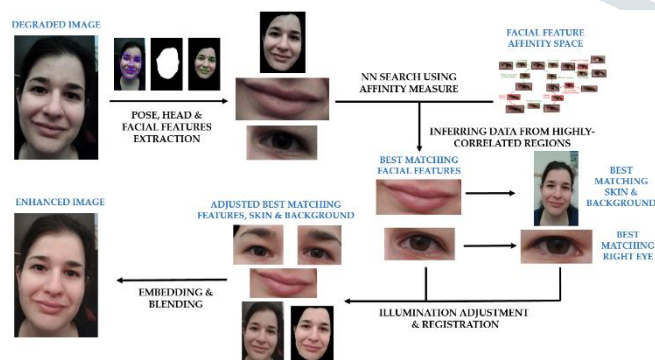 DEGRADED IMAGE
POSE, HEAD &
FACIAL FEATURES
EXTRACTION
NN SEARCH USING
AFFINITY MEASURE
FACIAL FEATURE
AFFINITY SPACE
INFERRING DATA FROM HIGHLY-
CORRELATED REGIONS
BEST MATCHING
FACIAL FEATURES
BEST
MATCHING
SKIN &
BACKGROUND
BEST
MATCHING
RIGHT EYE
ENHANCED IMAGE
ADJUSTED BEST MATCHING
FEATURES, SKIN & BACKGROUND
EMBEDDING &
BLENDING
ILLUMINATION ADJUSTMENT
& REGISTRATION